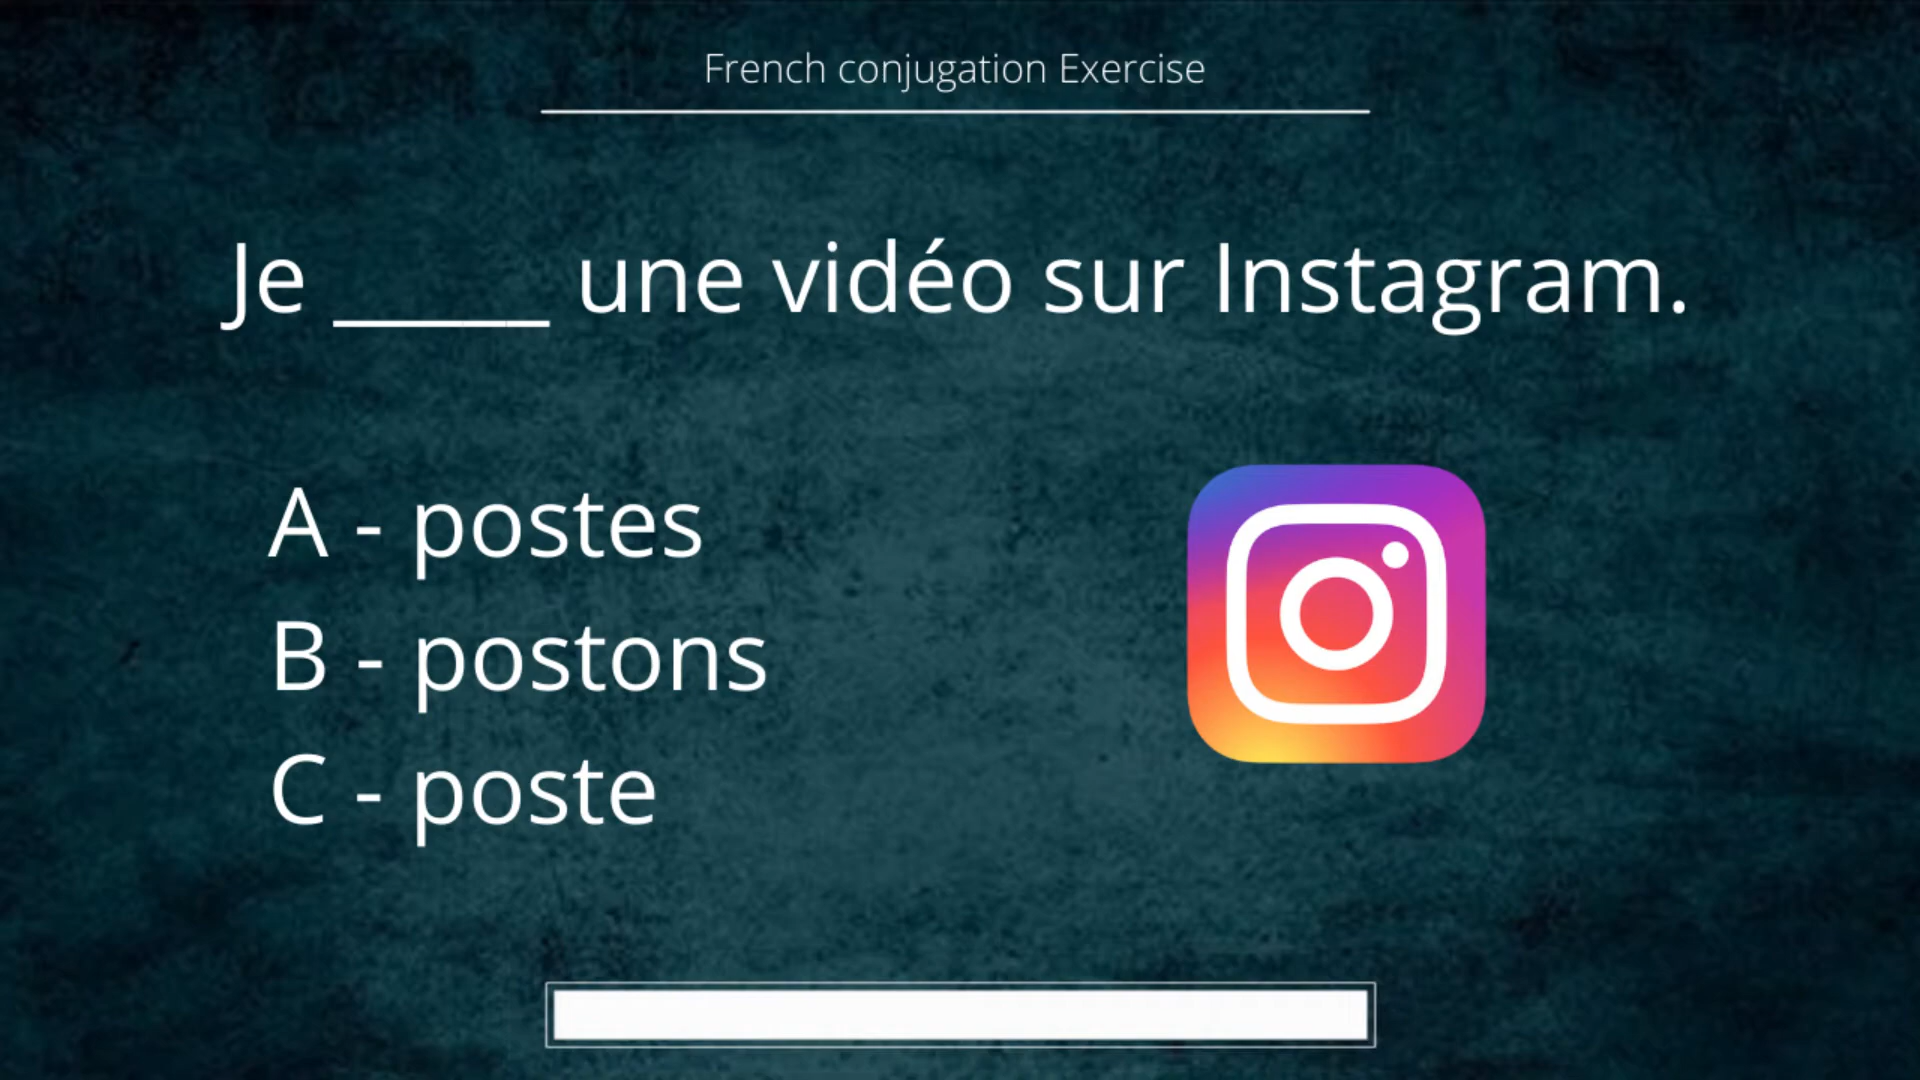 French conjugation Exercise
Je _____ une vidéo sur Instagram.
A - postes
B - postons
C - poste